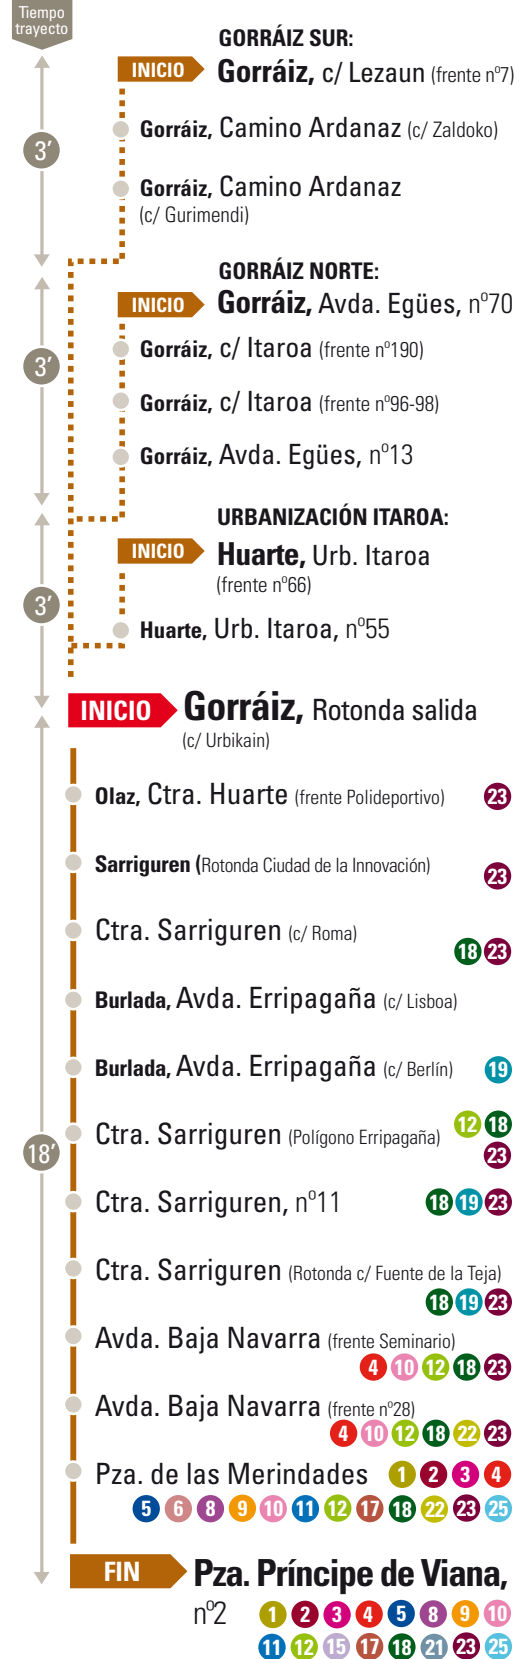 Tiempo
trayecto
GORRÁIZ SUR:
INICIO Gorráiz, c/ Lezaun (frente nº7)
Gorráiz, Camino Ardanaz (c/ Zaldoko)
3’
Gorráiz, Camino Ardanaz
(c/ Gurimendi)
GORRÁIZ NORTE:
INICIO Gorráiz, Avda. Egües, nº70
Gorráiz, c/ Itaroa (frente nº190)
3’
Gorráiz, c/ Itaroa (frente nº96-98)
Gorráiz, Avda. Egües, nº13
URBANIZACIÓN ITAROA:
INICIO Huarte, Urb. Itaroa
(frente nº66)
3’
Huarte, Urb. Itaroa, nº55
INICIO Gorráiz, Rotonda salida
(c/ Urbikain)
Olaz, Ctra. Huarte (frente Polideportivo) 23
Sarriguren (Rotonda Ciudad de la Innovación)
23
Ctra. Sarriguren (c/ Roma)
18 23
Burlada, Avda. Erripagaña (c/ Lisboa)
Burlada, Avda. Erripagaña (c/ Berlín) 19
12 18
Ctra. Sarriguren (Polígono Erripagaña)
18’ 23
Ctra. Sarriguren, nº11 18 19 23
Ctra. Sarriguren (Rotonda c/ Fuente de la Teja)
18 19 23
Avda. Baja Navarra (frente Seminario)
4 10 12 18 23
Avda. Baja Navarra (frente nº28)
4 10 12 18 22 23
Pza. de las Merindades 1 2 3 4
5 6 8 9 10 11 12 17 18 22 23 25
FIN Pza. Príncipe de Viana,
nº2 1 2 3 4 5 8 9 10
11 12 15 17 18 21 23 25